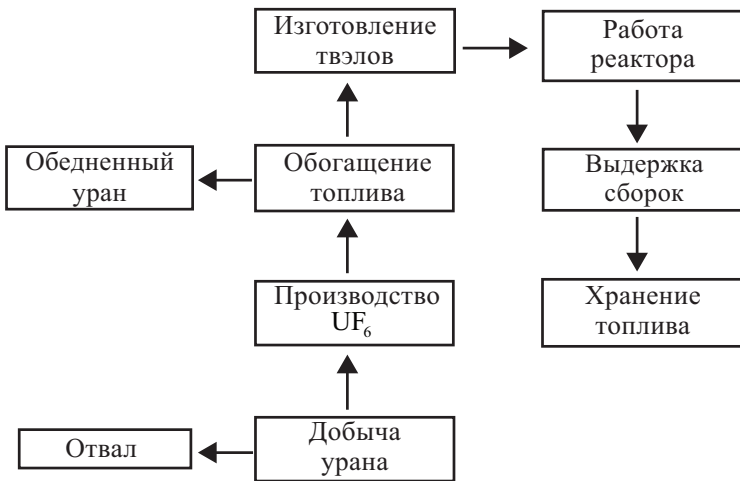 Изготовление
твэлов
Работа
реактора
Обедненный
уран
Обогащение
топлива
Выдержка
сборок
Производство
UF₆
Хранение
топлива
Отвал
Добыча
урана